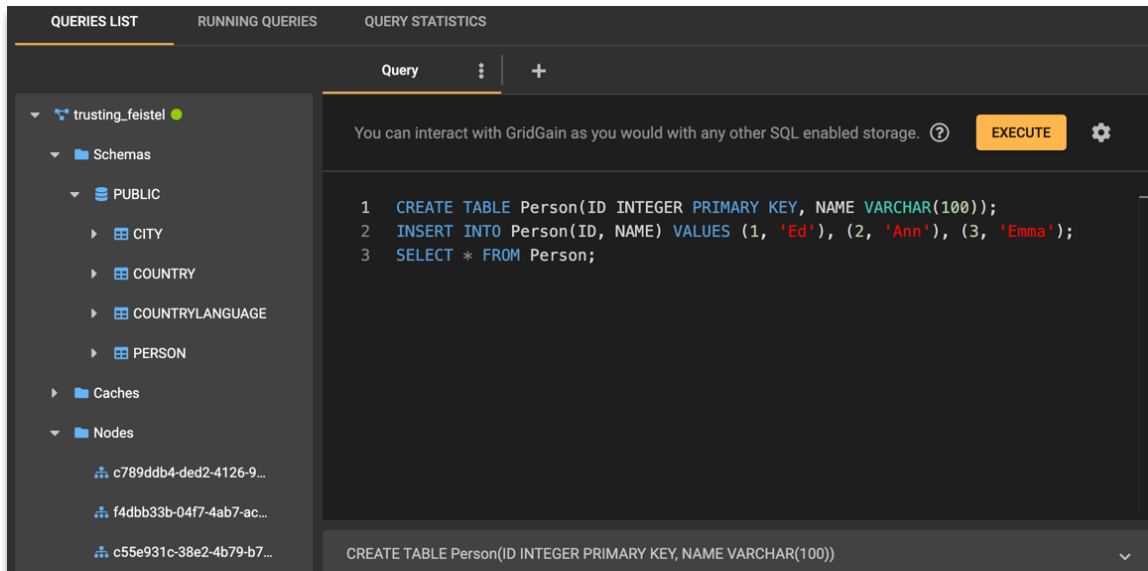 QUERIES LIST
RUNNING QUERIES
QUERY STATISTICS
Query
trusting_feistel
Schemas
PUBLIC
CITY
COUNTRY
COUNTRYLANGUAGE
PERSON
Caches
Nodes
c789ddb4-ded2-4126-9...
f4dbb33b-04f7-4ab7-ac...
c55e931c-38e2-4b79-b7...
You can interact with GridGain as you would with any other SQL enabled storage.
EXECUTE
1 CREATE TABLE Person(ID INTEGER PRIMARY KEY, NAME VARCHAR(100));
2 INSERT INTO Person(ID, NAME) VALUES (1, 'Ed'), (2, 'Ann'), (3, 'Emma');
3 SELECT * FROM Person;
CREATE TABLE Person(ID INTEGER PRIMARY KEY, NAME VARCHAR(100))